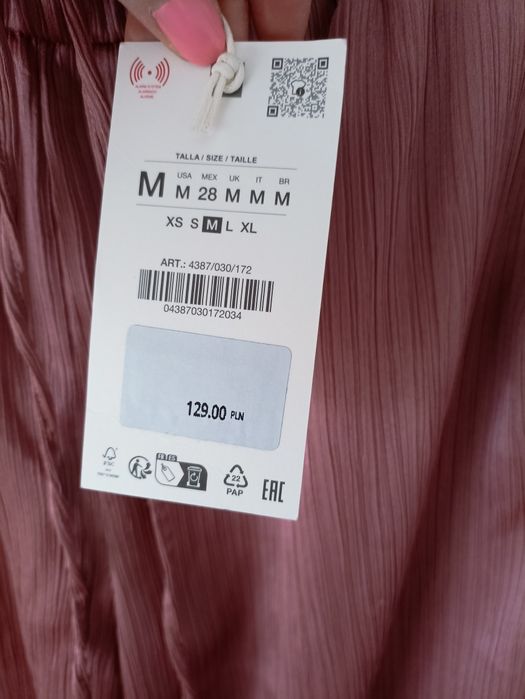 TALLA / SIZE / TAILLE
USA MEX UK IT BR
M M 28 M M M
XS S M L XL
ART.: 4387/030/172
04387030172034
129.00 PLN
FSC
22
PAP
EAC